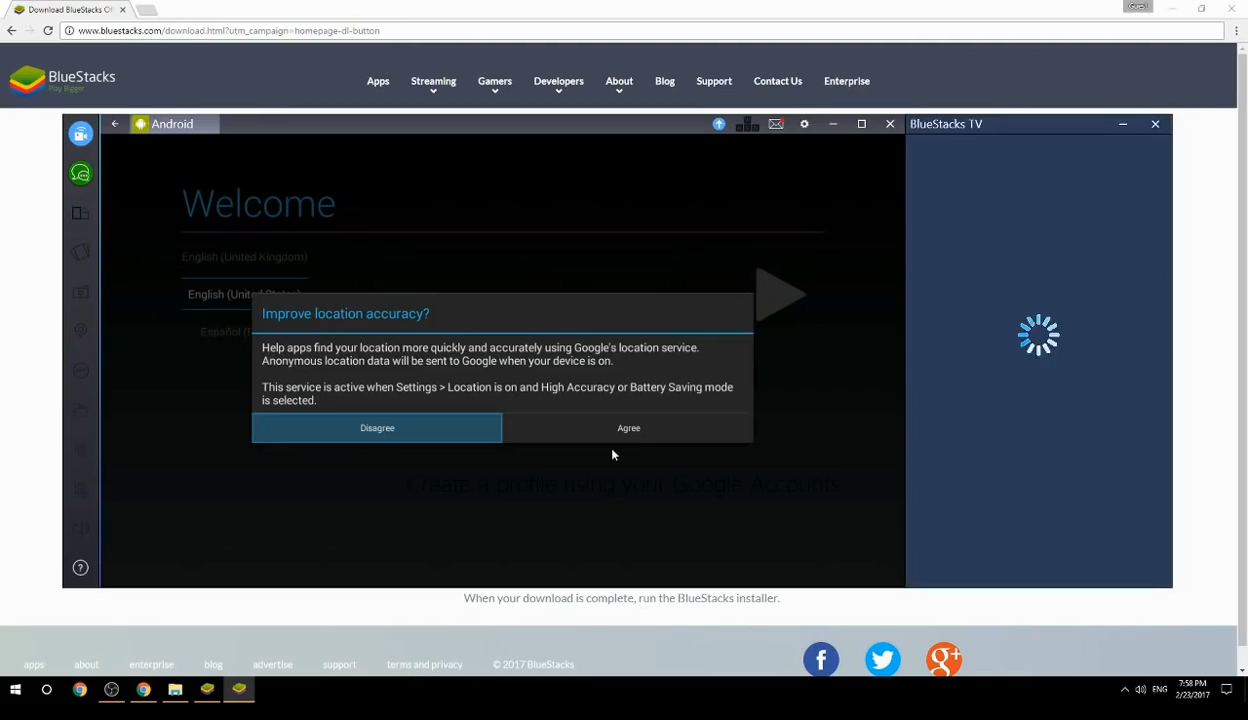 Download BlueStacks Of
Guest
www.bluestacks.com/download.html?utm_campaign=homepage-dl-button
BlueStacks
Play Bigger
Apps
Streaming
Gamers
Developers
About
Blog
Support
Contact Us
Enterprise
Android
BlueStacks TV
Welcome
English (United Kingdom)
English (United States)
Español (
Improve location accuracy?
Help apps find your location more quickly and accurately using Google's location service.
Anonymous location data will be sent to Google when your device is on.
This service is active when Settings > Location is on and High Accuracy or Battery Saving mode
is selected.
Disagree
Agree
Create a profile using your Google Accounts
?
When your download is complete, run the BlueStacks installer.
apps
about
enterprise
blog
advertise
support
terms and privacy
© 2017 BlueStacks
f
g+
ENG
7:58 PM
2/23/2017